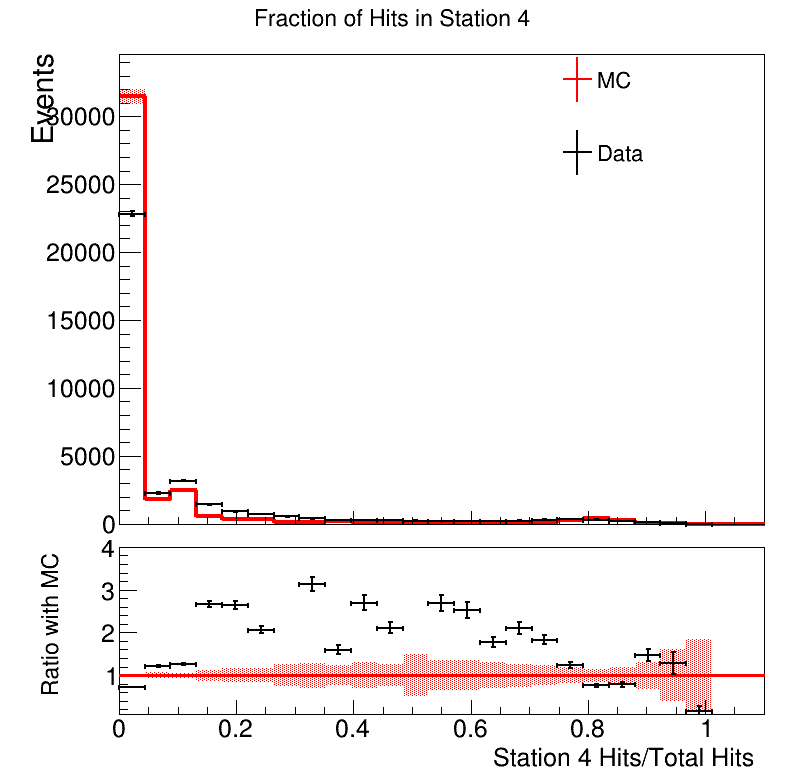 Fraction of Hits in Station 4
Events
MC
Data
30000
25000
20000
15000
10000
5000
0
Ratio with MC
4
3
2
1
0
0.2
0.4
0.6
0.8
1
Station 4 Hits/Total Hits